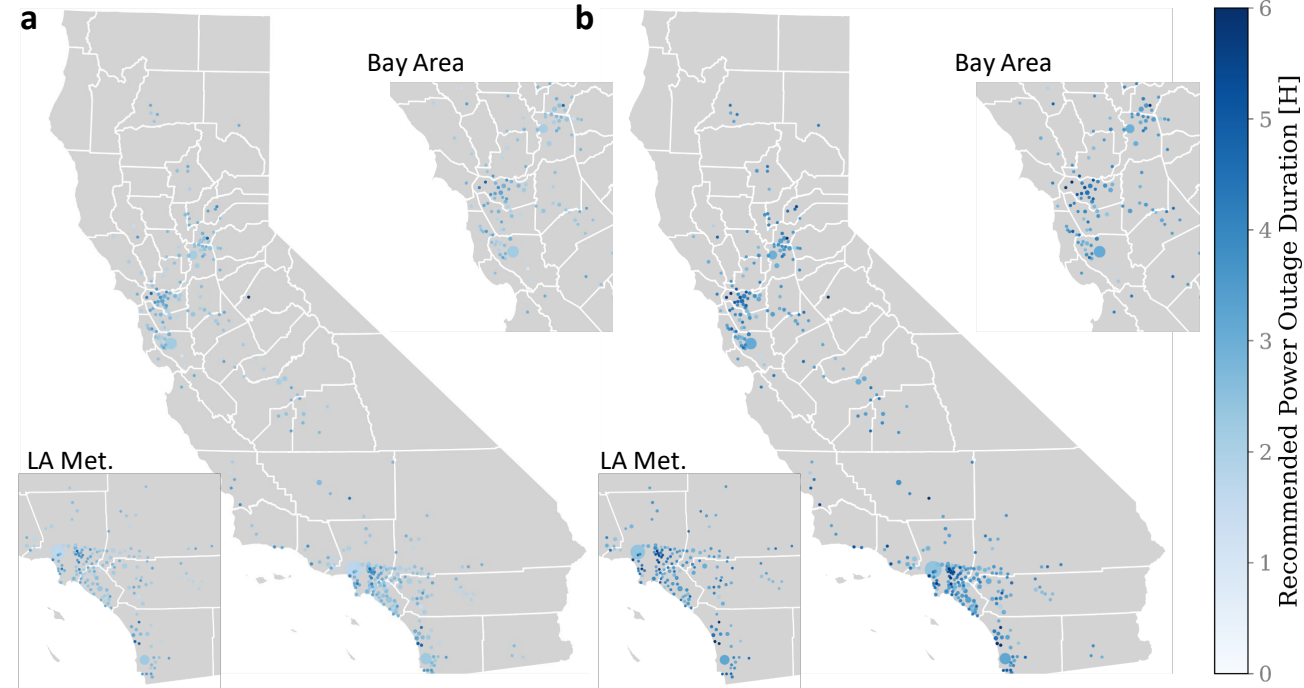 a
Bay Area
LA Met.
b
Bay Area
LA Met.
6
5
4
3
2
1
0
Recommended Power Outage Duration [H]